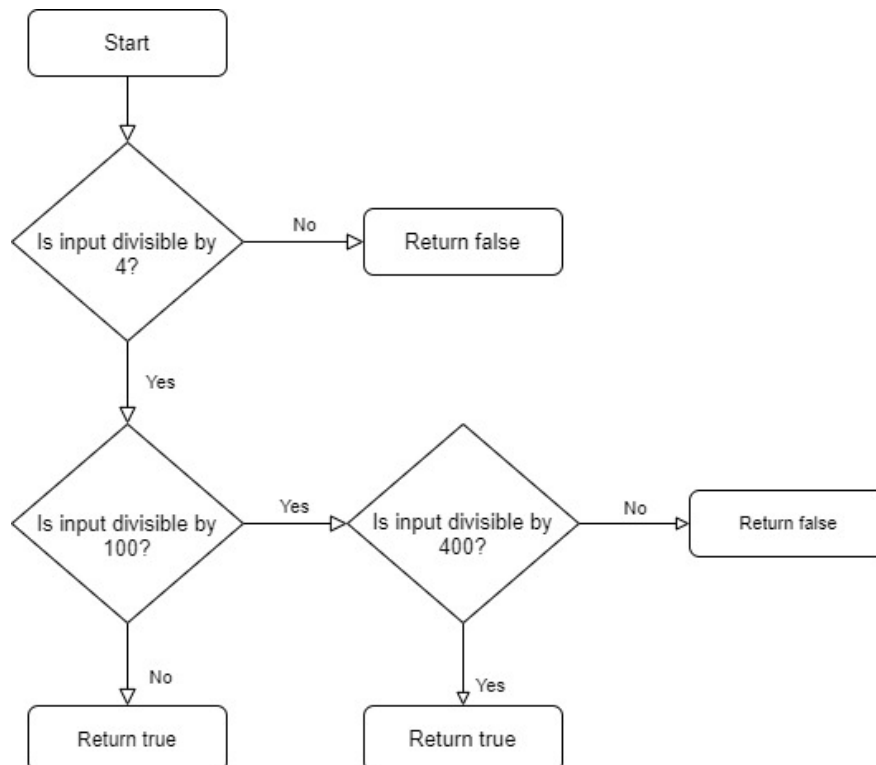 Start
Is input divisible by
4?
No
Return false
Yes
Is input divisible by
100?
Yes
Is input divisible by
400?
No
Return false
No
Return true
Yes
Return true